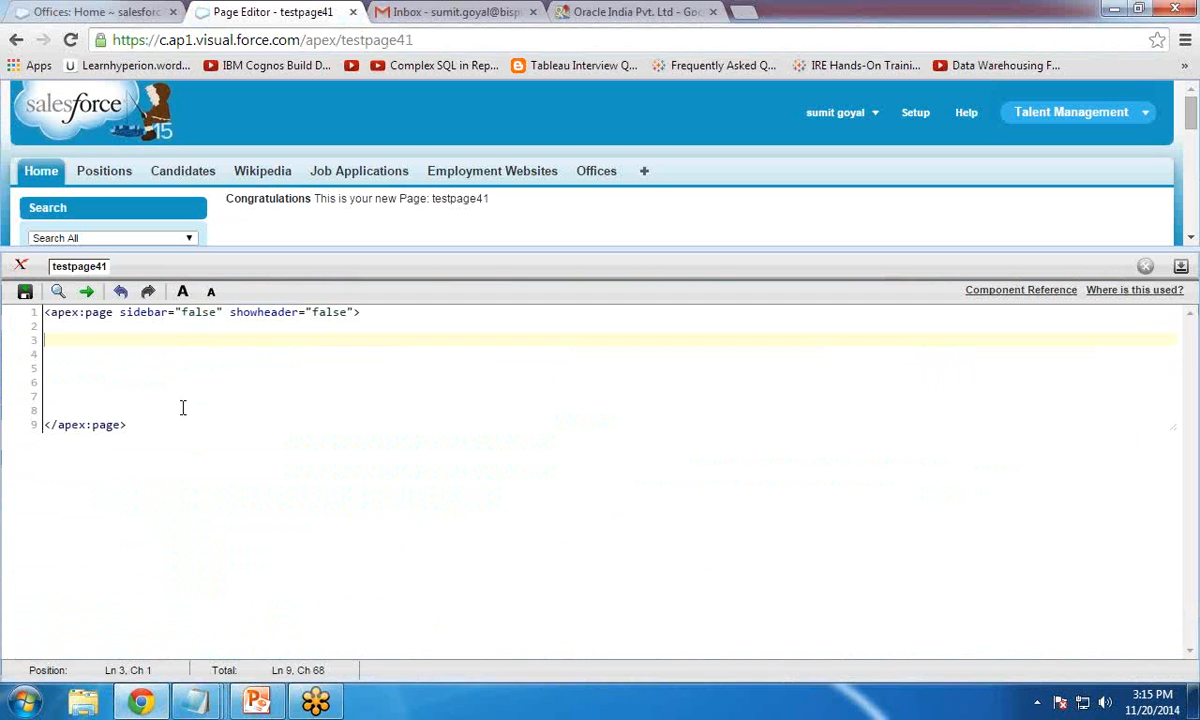 Offices: Home ~ salesforc
Page Editor - testpage41
Inbox - sumit.goyal@bisp
Oracle India Pvt. Ltd - Goo
https://c.ap1.visual.force.com/apex/testpage41
Apps
Learnhyperion.word...
IBM Cognos Build D...
Complex SQL in Rep...
Tableau Interview Q...
Frequently Asked Q...
IRE Hands-On Traini...
Data Warehousing F...
»
salesforce
15
sumit goyal
Setup
Help
Talent Management
Home
Positions
Candidates
Wikipedia
Job Applications
Employment Websites
Offices
+
Search
Search All
Congratulations This is your new Page: testpage41
testpage41
A
A
Component Reference
Where is this used?
1 <apex:page sidebar="false" showheader="false">
2
3
4
5
6
7
8
9 </apex:page>
Position:
Ln 3, Ch 1
Total:
Ln 9, Ch 68
3:15 PM
11/20/2014